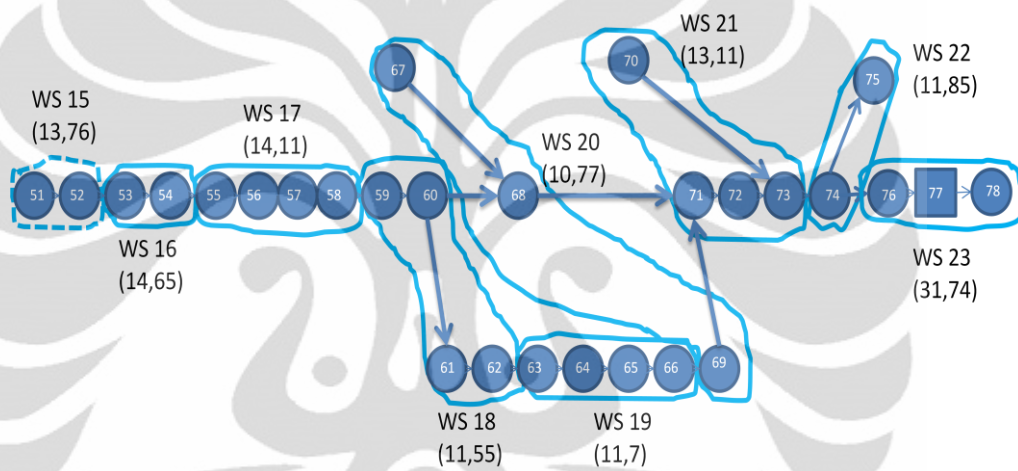 WS 15
(13,76)
WS 16
(14,65)
WS 17
(14,11)
WS 20
(10,77)
WS 21
(13,11)
WS 22
(11,85)
WS 23
(31,74)
WS 18
(11,55)
WS 19
(11,7)
67
70
75
51 52 53 54 55 56 57 58 59 60 68 71 72 73 74 76 77 78
61 62 63 64 65 66 69